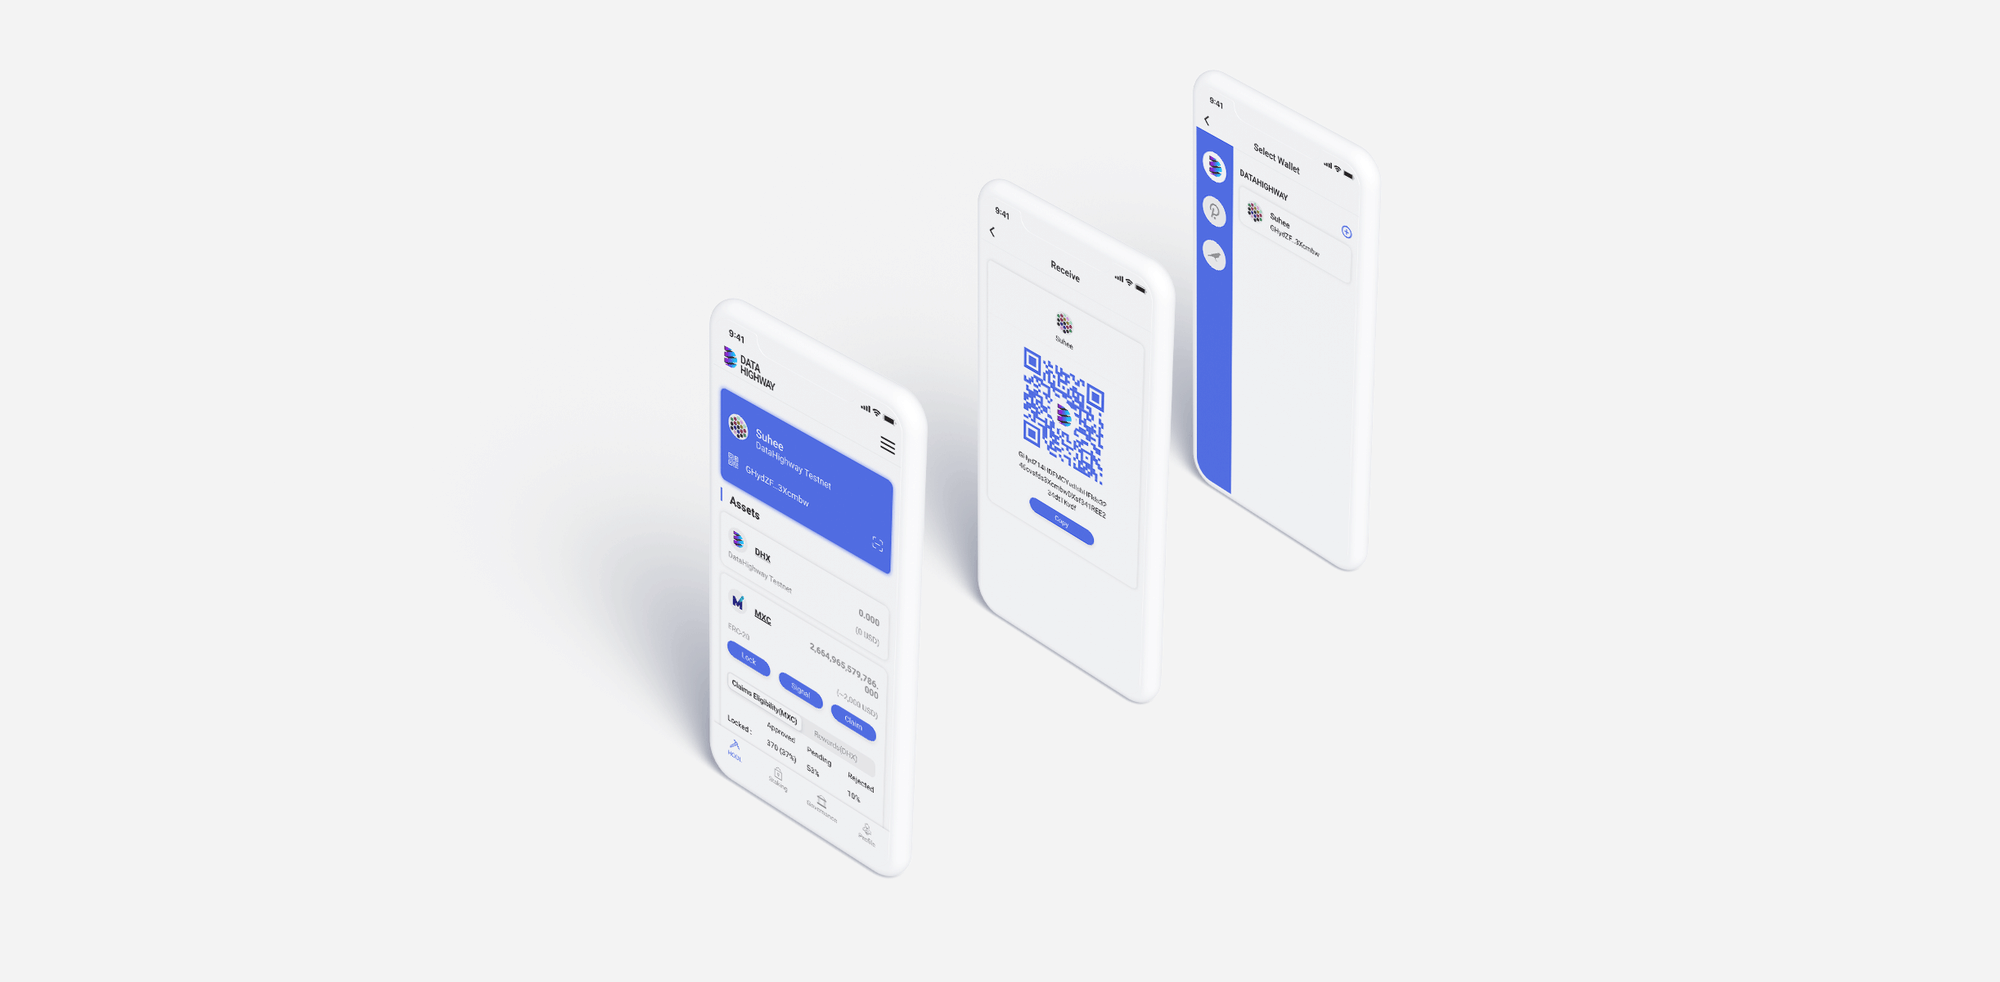 9:41
DATA
HIGHWAY
Suhee
DataHighway Testnet
GHydZF...3Xcmbw
Assets
DHX
DataHighway Testnet
0.000
(0 USD)
MXC
ERC-20
2,664,965,579,786.
000
(~2,000 USD)
Lock
Signal
Claim
Claims Eligibility(MXC)
Rewards(DHX)
Locked :
Approved
Pending
Rejected
370 (37%)
53%
10%
Staking
Governance
Profile
9:41
Receive
Suhee
Copy
9:41
Select Wallet
DATAHIGHWAY
Suhee
GHydZF...3Xcmbw